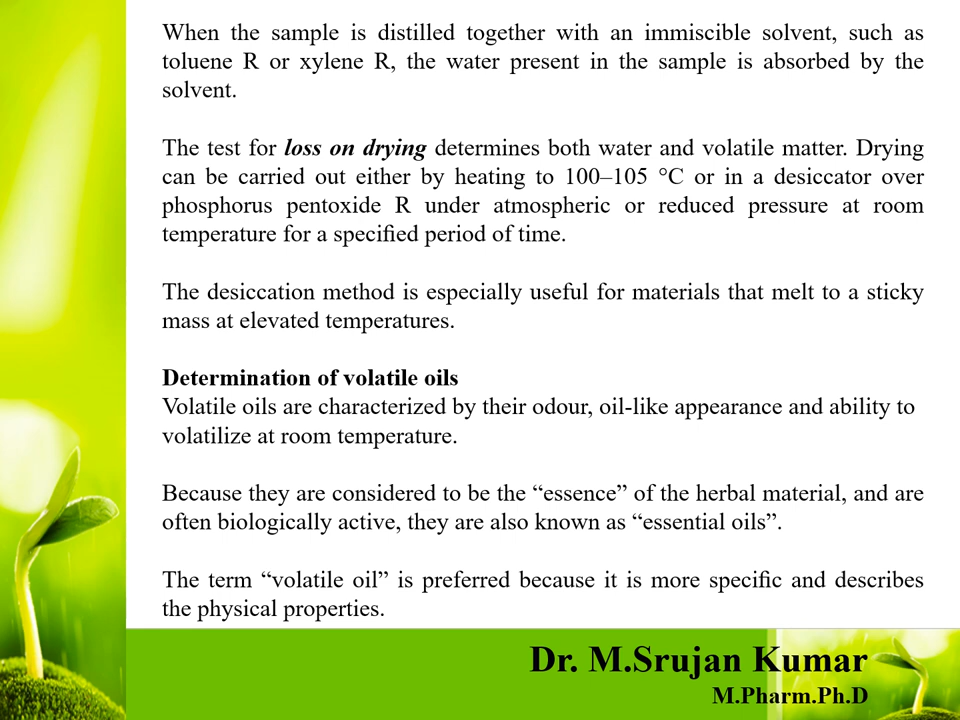 When the sample is distilled together with an immiscible solvent, such as
toluene R or xylene R, the water present in the sample is absorbed by the
solvent.
The test for loss on drying determines both water and volatile matter. Drying
can be carried out either by heating to 100–105 °C or in a desiccator over
phosphorus pentoxide R under atmospheric or reduced pressure at room
temperature for a specified period of time.
The desiccation method is especially useful for materials that melt to a sticky
mass at elevated temperatures.
Determination of volatile oils
Volatile oils are characterized by their odour, oil-like appearance and ability to
volatilize at room temperature.
Because they are considered to be the “essence” of the herbal material, and are
often biologically active, they are also known as “essential oils”.
The term “volatile oil” is preferred because it is more specific and describes
the physical properties.
Dr. M.Srujan Kumar
M.Pharm.Ph.D